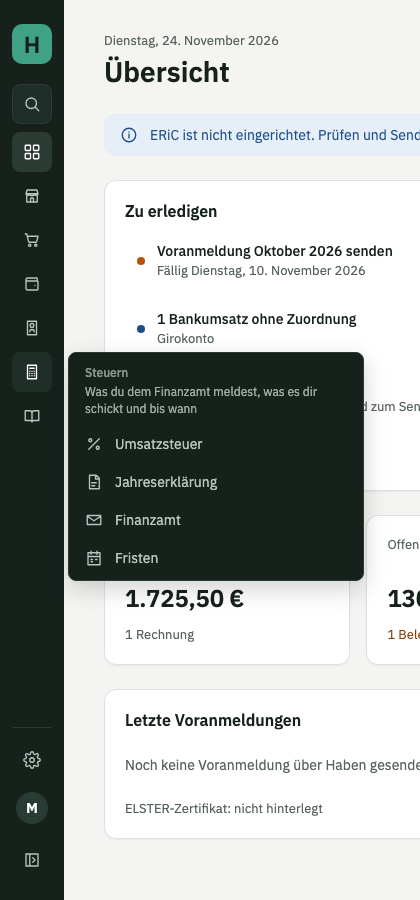 H
Dienstag, 24. November 2026
Übersicht
ERiC ist nicht eingerichtet. Prüfen und Send
Zu erledigen
Voranmeldung Oktober 2026 senden
Fällig Dienstag, 10. November 2026
1 Bankumsatz ohne Zuordnung
Girokonto
Steuern
Was du dem Finanzamt meldest, was es dir
schickt und bis wann
d zum Sen
Umsatzsteuer
Jahreserklärung
Finanzamt
Fristen
Offen
1.725,50 €
1 Rechnung
130
1 Bele
Letzte Voranmeldungen
Noch keine Voranmeldung über Haben gesende
ELSTER-Zertifikat: nicht hinterlegt
M